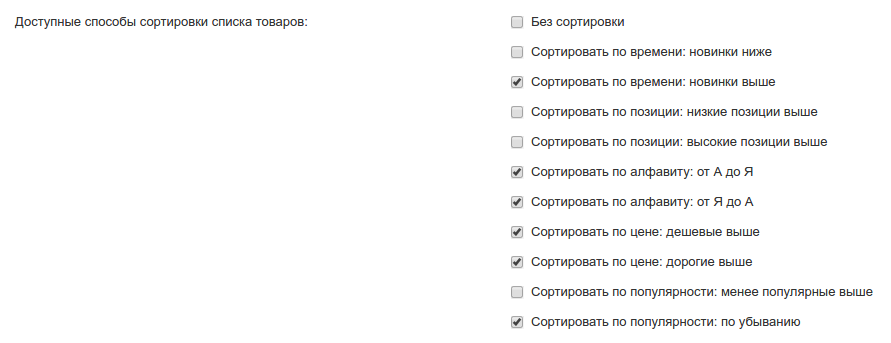 Доступные способы сортировки списка товаров:
Без сортировки
Сортировать по времени: новинки ниже
Сортировать по времени: новинки выше
Сортировать по позиции: низкие позиции выше
Сортировать по позиции: высокие позиции выше
Сортировать по алфавиту: от А до Я
Сортировать по алфавиту: от Я до А
Сортировать по цене: дешевые выше
Сортировать по цене: дорогие выше
Сортировать по популярности: менее популярные выше
Сортировать по популярности: по убыванию